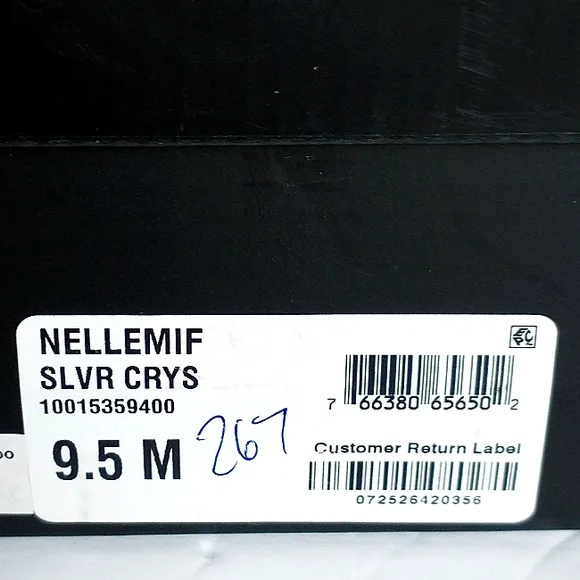 NELLEMIF
SLVR CRYS
10015359400
9.5 M
267
7 66380 65650 2
Customer Return Label
072526420356